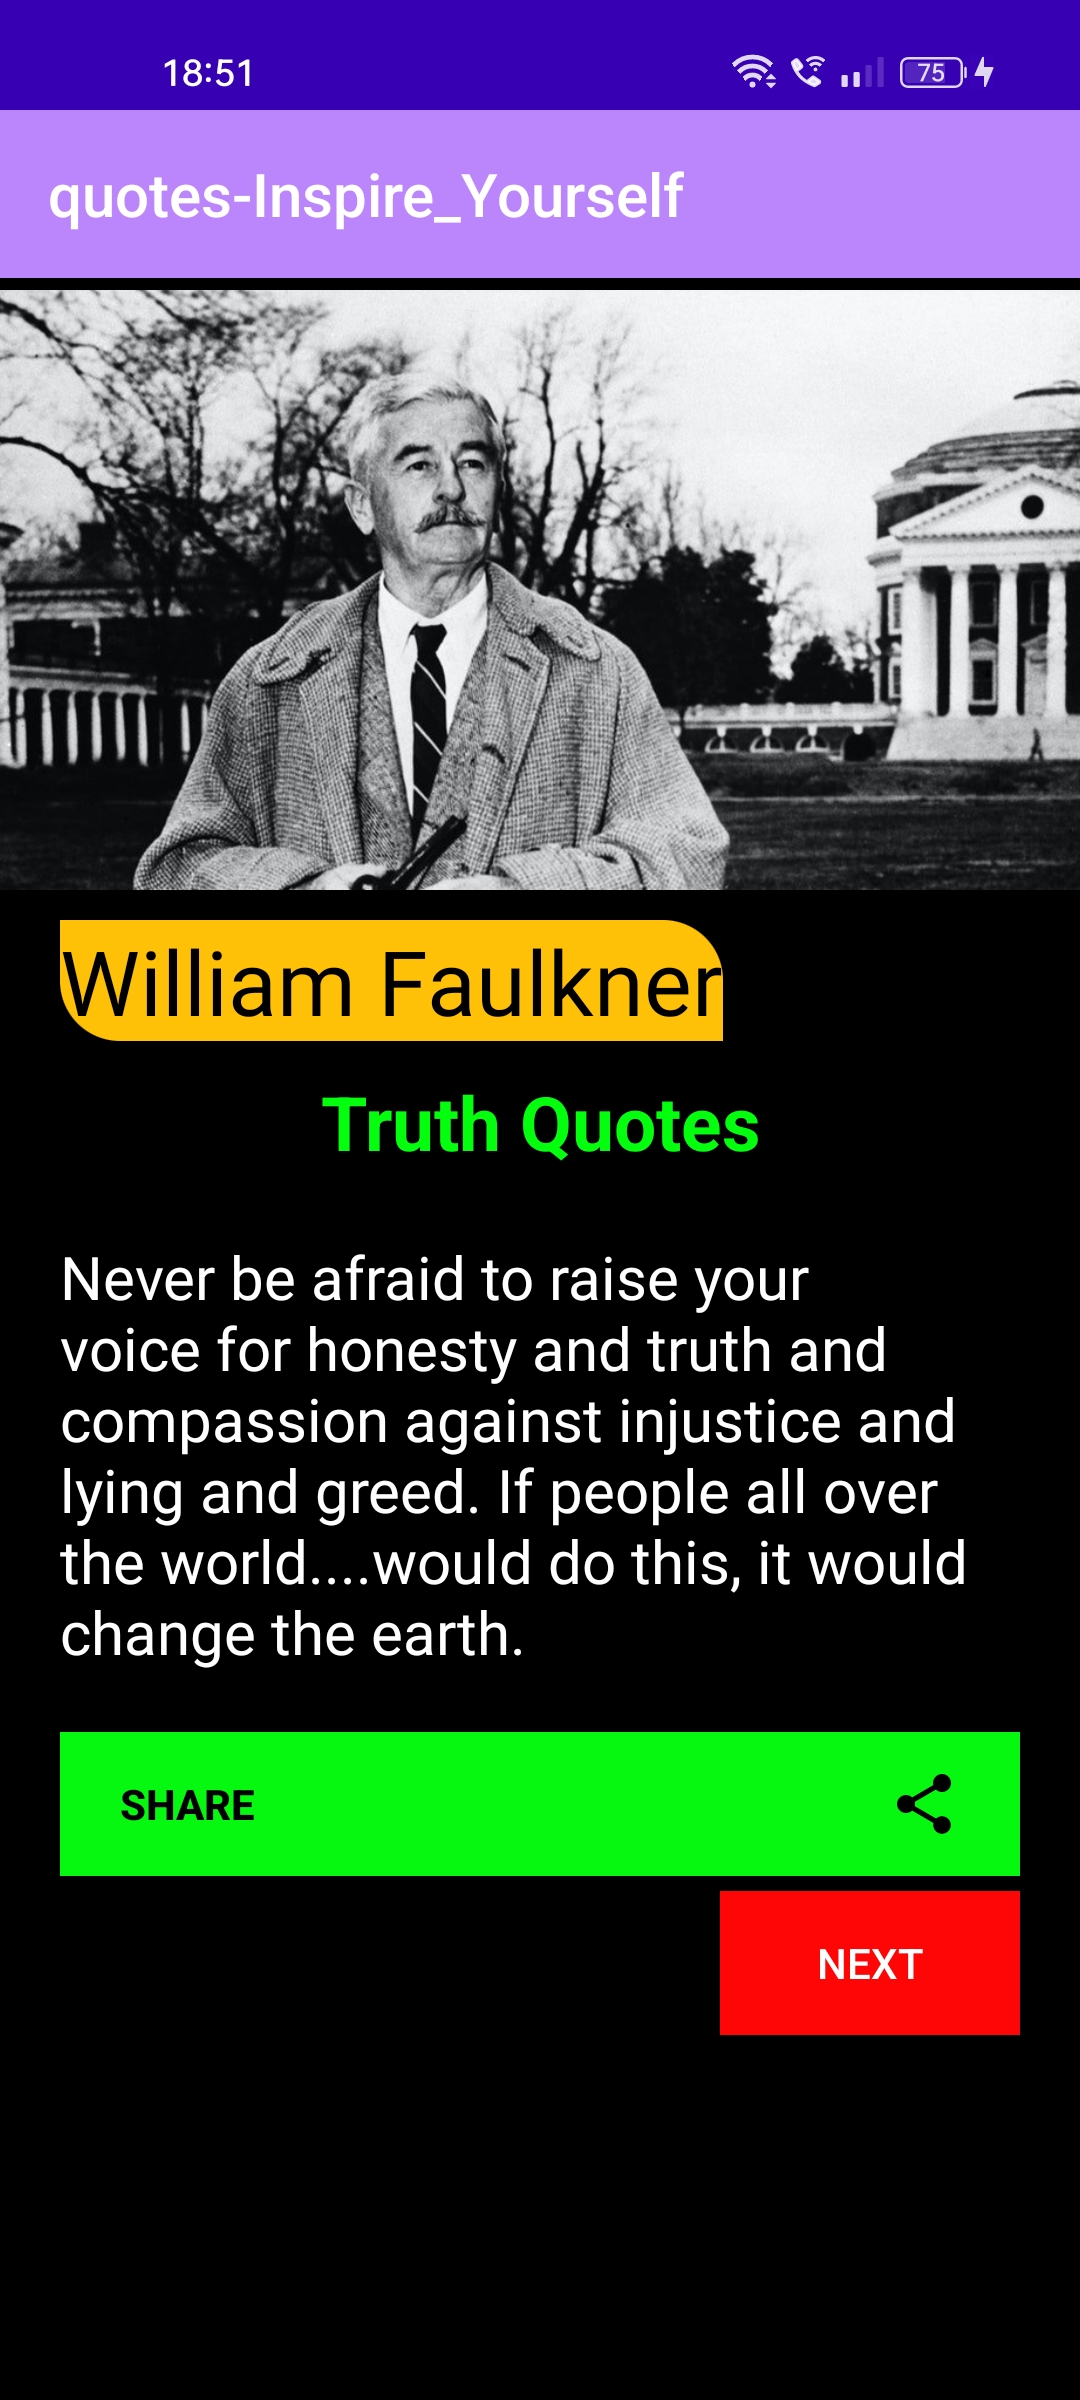 18:51
75
quotes-Inspire_Yourself
William Faulkner
Truth Quotes
Never be afraid to raise your
voice for honesty and truth and
compassion against injustice and
lying and greed. If people all over
the world....would do this, it would
change the earth.
SHARE
NEXT